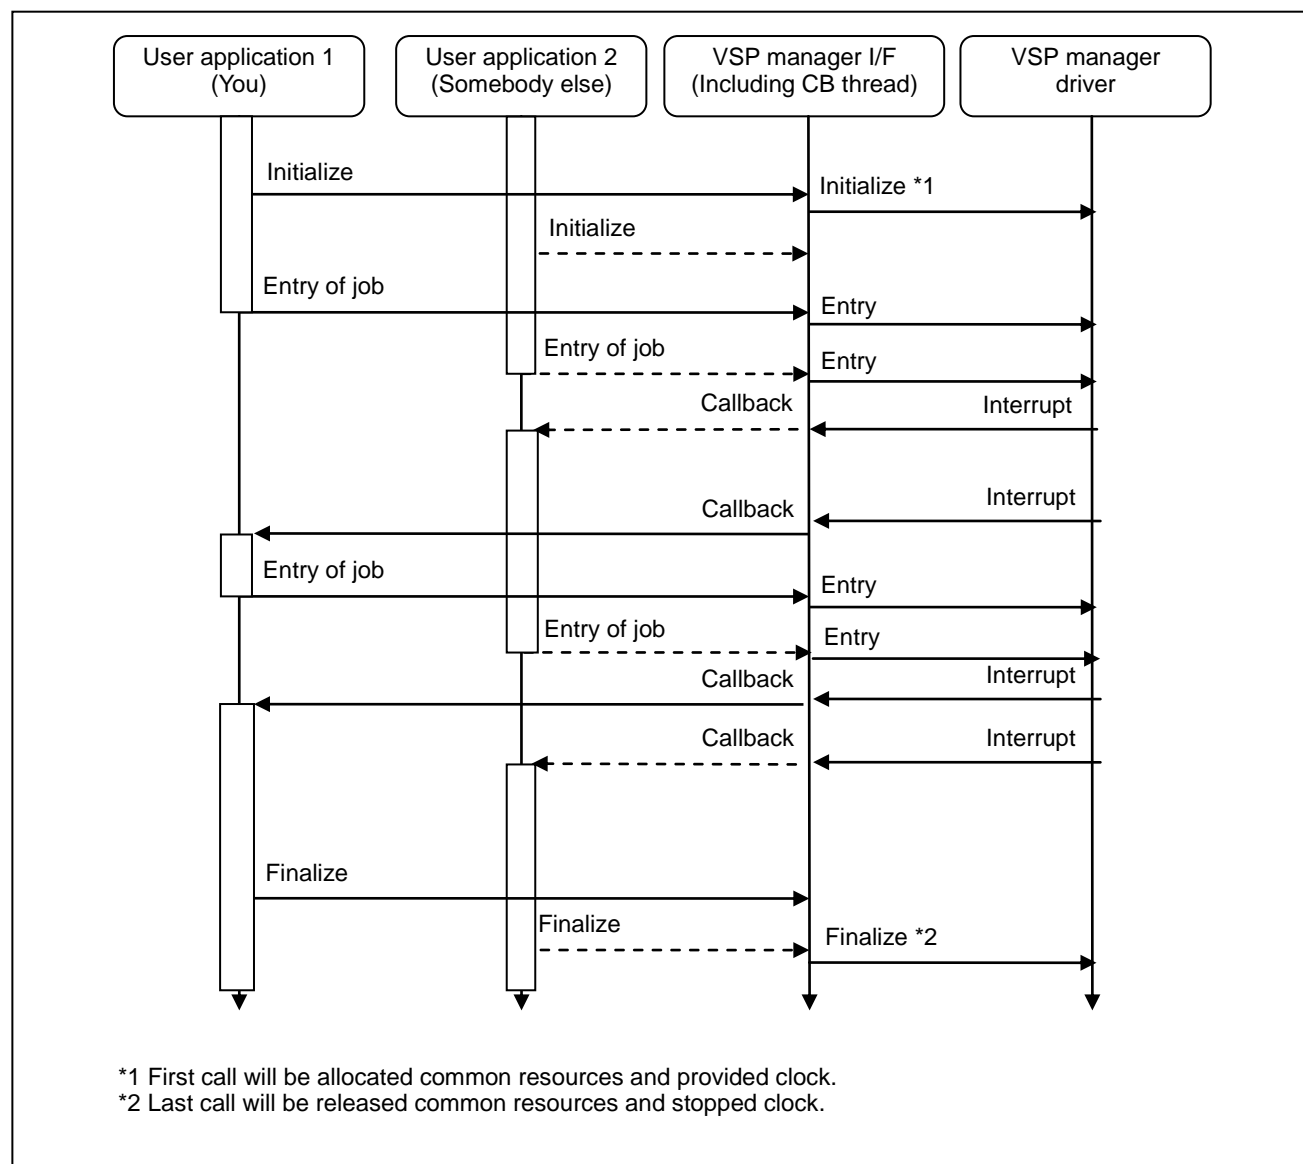 User application 1
(You)
User application 2
(Somebody else)
VSP manager I/F
(Including CB thread)
VSP manager
driver
Initialize
Initialize *1
Initialize
Entry of job
Entry
Entry of job
Entry
Callback
Interrupt
Callback
Interrupt
Entry of job
Entry
Entry of job
Entry
Callback
Interrupt
Callback
Interrupt
Finalize
Finalize
Finalize *2
*1 First call will be allocated common resources and provided clock.
*2 Last call will be released common resources and stopped clock.